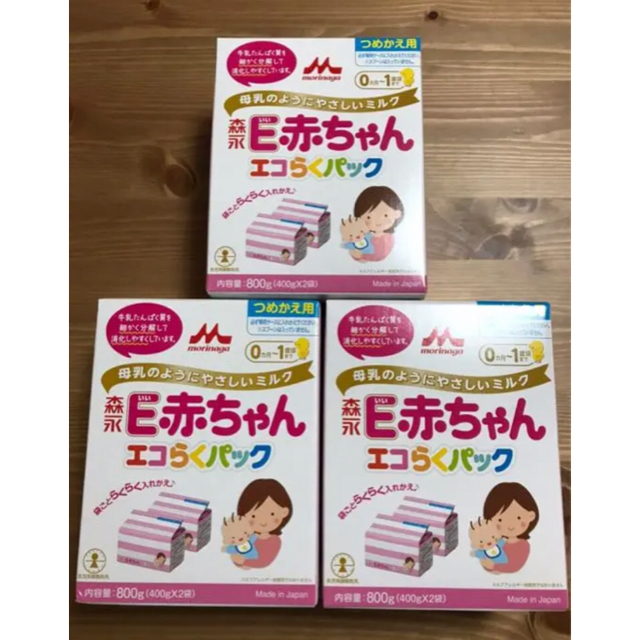 牛乳たんぱく質を
細かく分解して
消化しやすくしています。
morinaga
つめかえ用
0ヵ月~1歳頃まで
母乳のようにやさしいミルク
森永
E赤ちゃん
いい
エコらくパック
袋ごとらくらく入れかえ♪
内容量:800g(400g×2袋)
Made in Japan
牛乳たんぱく質を
細かく分解して
消化しやすくしています。
morinaga
つめかえ用
0ヵ月~1歳頃まで
母乳のようにやさしいミルク
森永
E赤ちゃん
いい
エコらくパック
袋ごとらくらく入れかえ♪
内容量:800g(400g×2袋)
Made in Japan
牛乳たんぱく質を
細かく分解して
消化しやすくしています。
morinaga
0ヵ月~1歳頃まで
母乳のようにやさしいミルク
森永
E赤ちゃん
いい
エコらくパック
袋ごとらくらく入れかえ♪
内容量:800g(400g×2袋)
Made in Japan